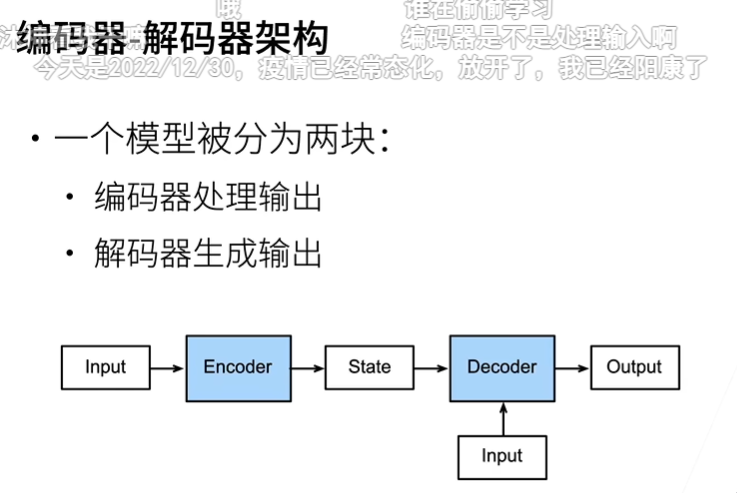 哦
谁在偷偷学习
编码器-解码器架构
编码器是不是处理输入啊
今天是2022/12/30，疫情已经常态化，放开了，我已经阳康了
• 一个模型被分为两块：
• 编码器处理输出
• 解码器生成输出
Input
Encoder
State
Decoder
Output
Input